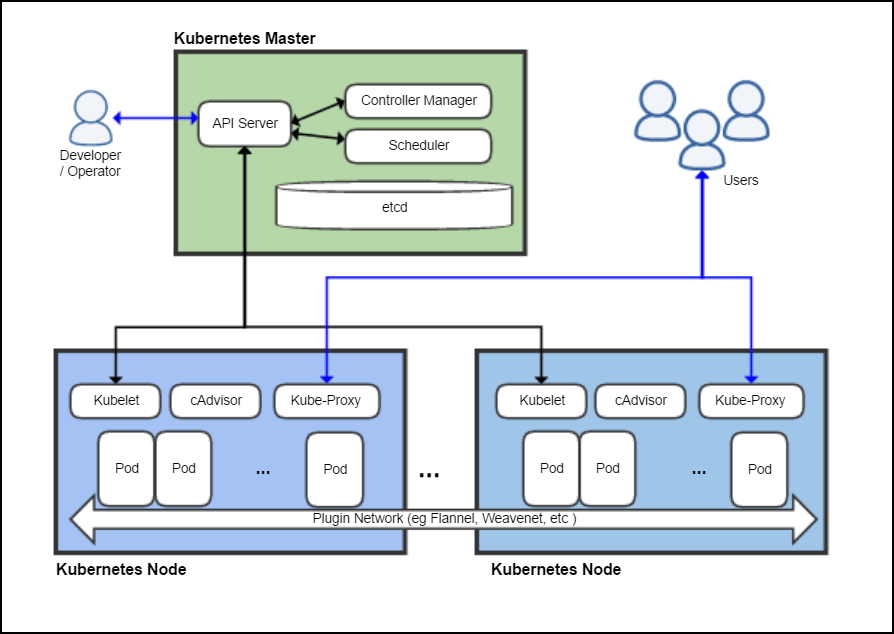 Kubernetes Master
API Server
Controller Manager
Scheduler
etcd
Developer
/ Operator
Users
Kubelet
cAdvisor
Kube-Proxy
Pod
Pod
...
Pod
Kubernetes Node
...
Kubelet
cAdvisor
Kube-Proxy
Pod
Pod
...
Pod
Plugin Network (eg Flannel, Weavenet, etc )
Kubernetes Node